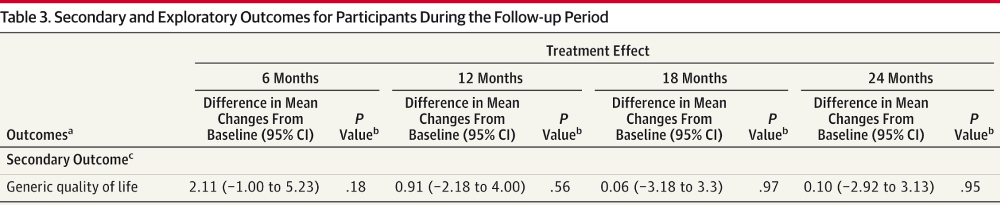 Table 3. Secondary and Exploratory Outcomes for Participants During the Follow-up Period
Treatment Effect
6 Months 12 Months 18 Months 24 Months
Difference in Mean Difference in Mean Difference in Mean Difference in Mean
Changes From P Changes From P Changes From P Changes From P
Outcomesᵃ Baseline (95% CI) Valueᵇ Baseline (95% CI) Valueᵇ Baseline (95% CI) Valueᵇ Baseline (95% CI) Valueᵇ
Secondary Outcomeᶜ
Generic quality of life 2.11 (−1.00 to 5.23) .18 0.91 (−2.18 to 4.00) .56 0.06 (−3.18 to 3.3) .97 0.10 (−2.92 to 3.13) .95